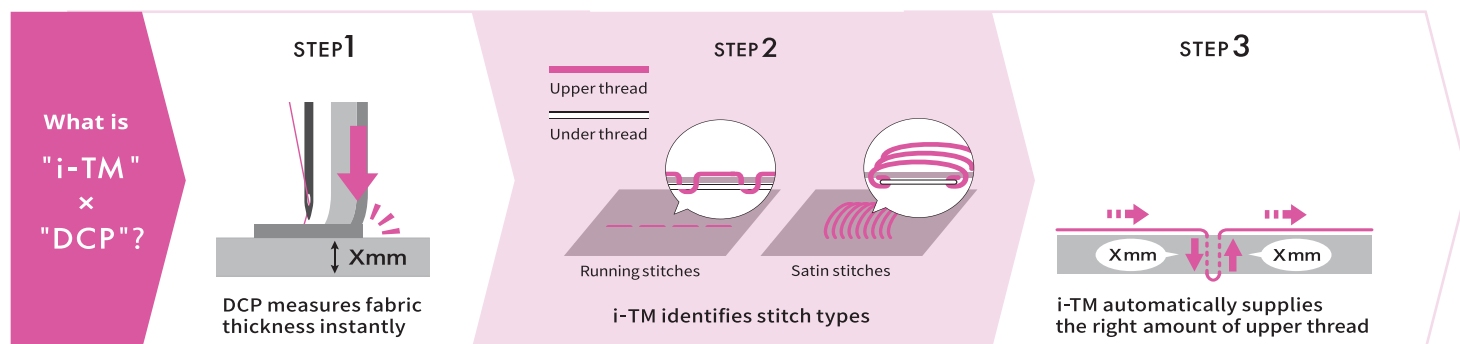 What is
"i-TM"
×
"DCP"?
STEP1
Xmm
DCP measures fabric
thickness instantly
STEP2
Upper thread
Under thread
Running stitches
Satin stitches
i-TM identifies stitch types
STEP3
Xmm
Xmm
i-TM automatically supplies
the right amount of upper thread